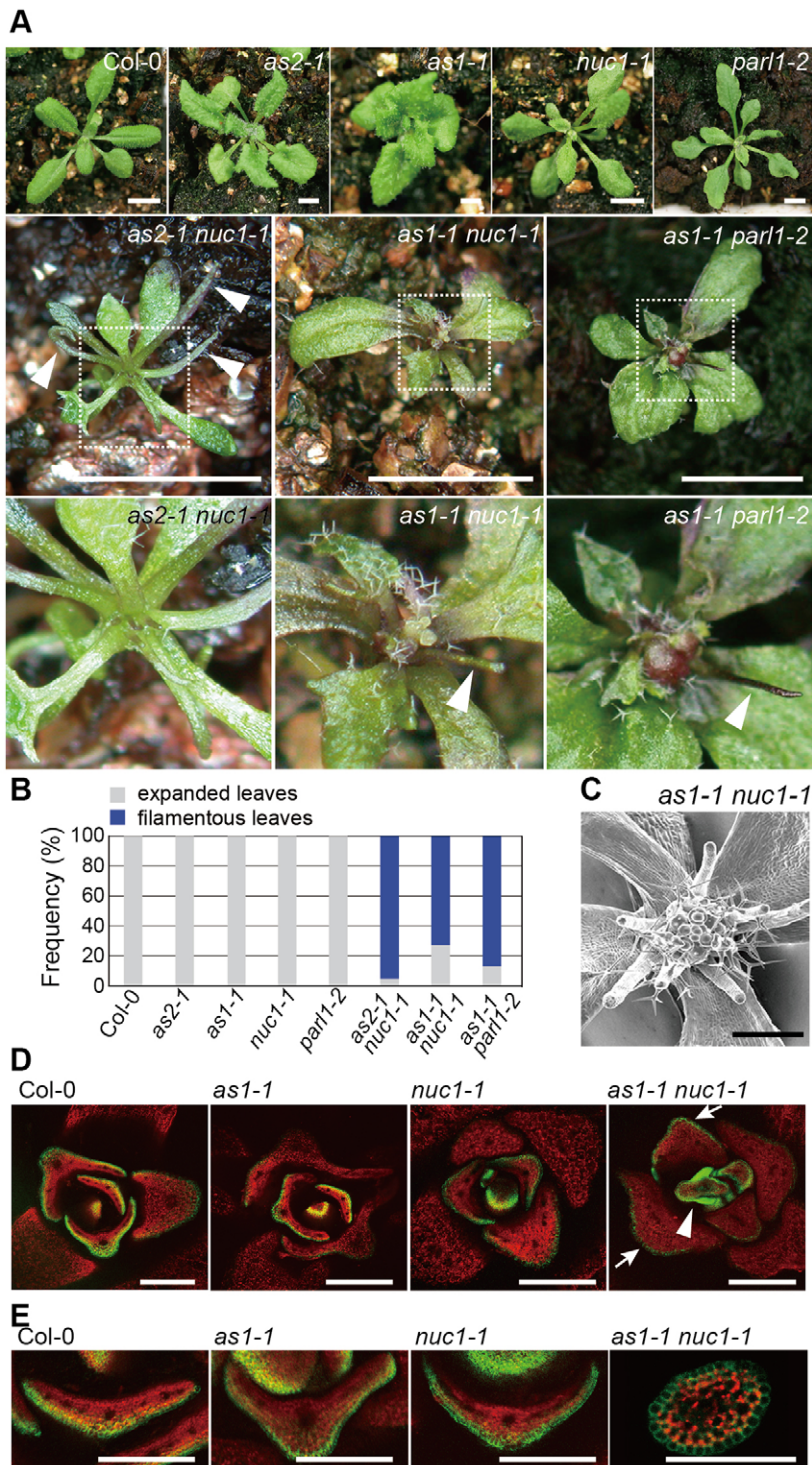 A
Col-0 as2-1 as1-1 nuc1-1 parl1-2
as2-1 nuc1-1 as1-1 nuc1-1 as1-1 parl1-2
as2-1 nuc1-1 as1-1 nuc1-1 as1-1 parl1-2
B
expanded leaves
filamentous leaves
Frequency (%)
100
80
60
40
20
0
Col-0
as2-1
as1-1
nuc1-1
parl1-2
as2-1 nuc1-1
as1-1 nuc1-1
as1-1 parl1-2
C as1-1 nuc1-1
D
Col-0 as1-1 nuc1-1 as1-1 nuc1-1
E
Col-0 as1-1 nuc1-1 as1-1 nuc1-1